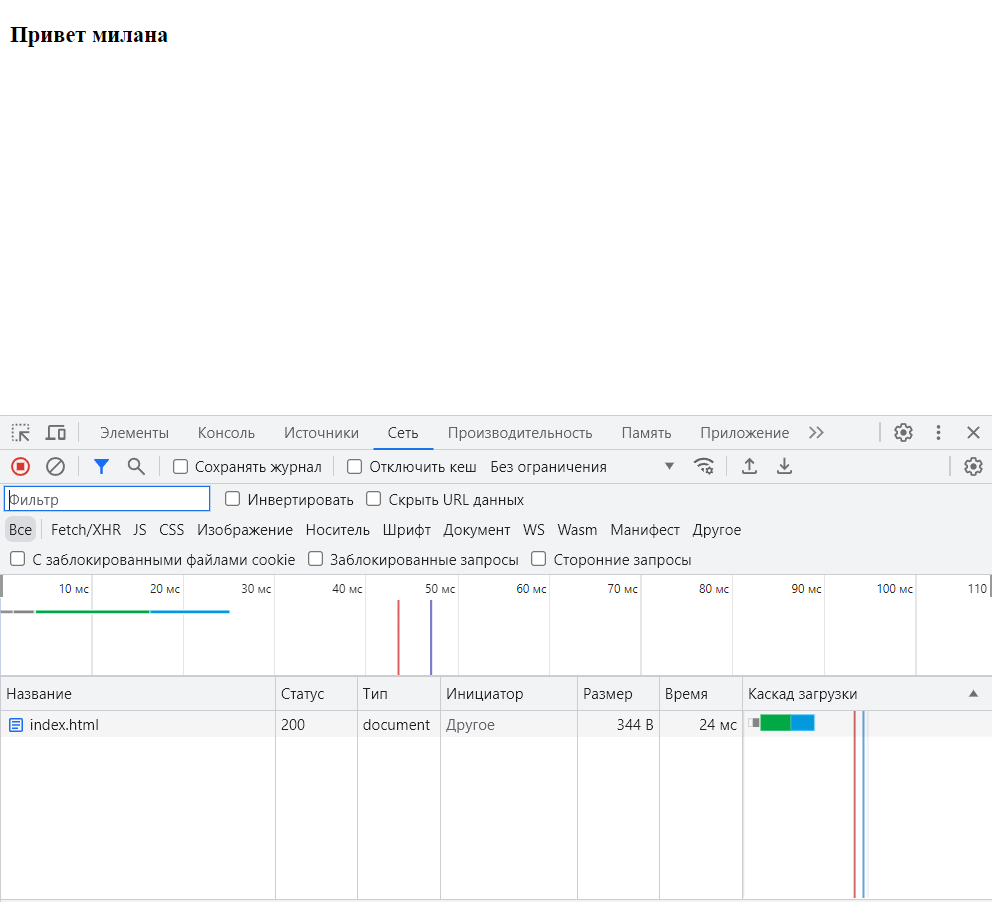 Привет милана
Элементы Консоль Источники Сеть Производительность Память Приложение
Сохранять журнал Отключить кеш Без ограничения
Фильтр Инвертировать Скрыть URL данных
Все Fetch/XHR JS CSS Изображение Носитель Шрифт Документ WS Wasm Манифест Другое
С заблокированными файлами cookie Заблокированные запросы Сторонние запросы
10 мс 20 мс 30 мс 40 мс 50 мс 60 мс 70 мс 80 мс 90 мс 100 мс 110
Название Статус Тип Инициатор Размер Время Каскад загрузки
index.html 200 document Другое 344 B 24 мс